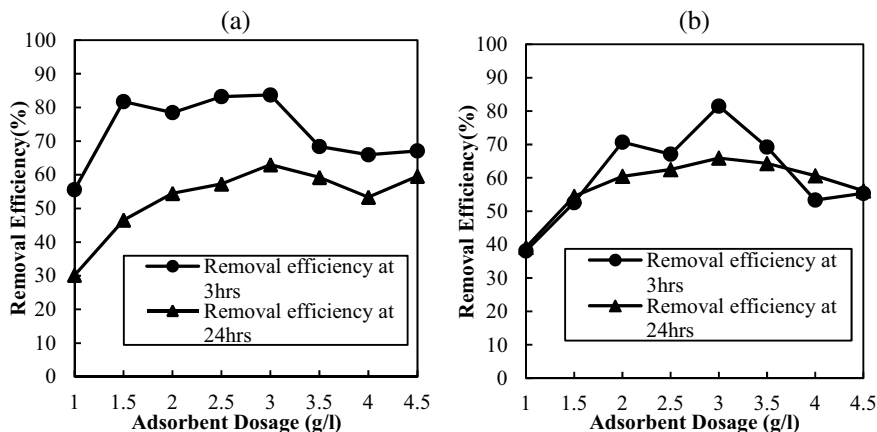 (a)
100
90
80
70
60
50
40
30
20
10
0
Removal Efficiency(%)
Removal efficiency at
3hrs
Removal efficiency at
24hrs
1 1.5 2 2.5 3 3.5 4 4.5
Adsorbent Dosage (g/l)
(b)
100
90
80
70
60
50
40
30
20
10
0
Removal Efficiency(%)
Removal efficiency at
3hrs
Removal efficiency at
24hrs
1 1.5 2 2.5 3 3.5 4 4.5
Adsorbent Dosage (g/l)